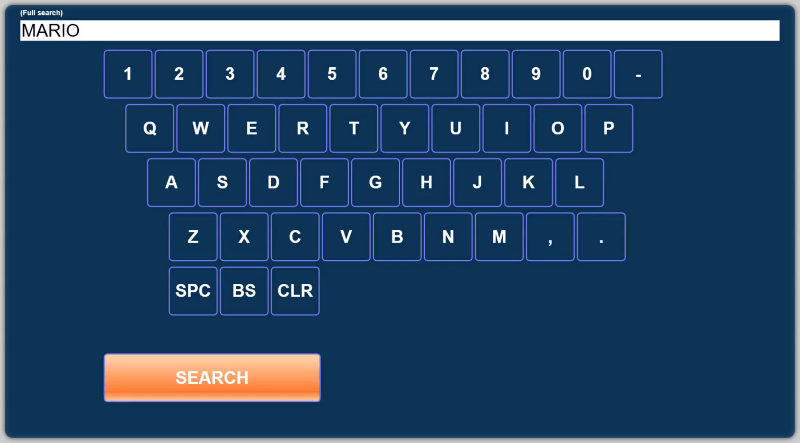 (Full search)
MARIO
1 2 3 4 5 6 7 8 9 0 -
Q W E R T Y U I O P
A S D F G H J K L
Z X C V B N M , .
SPC BS CLR
SEARCH